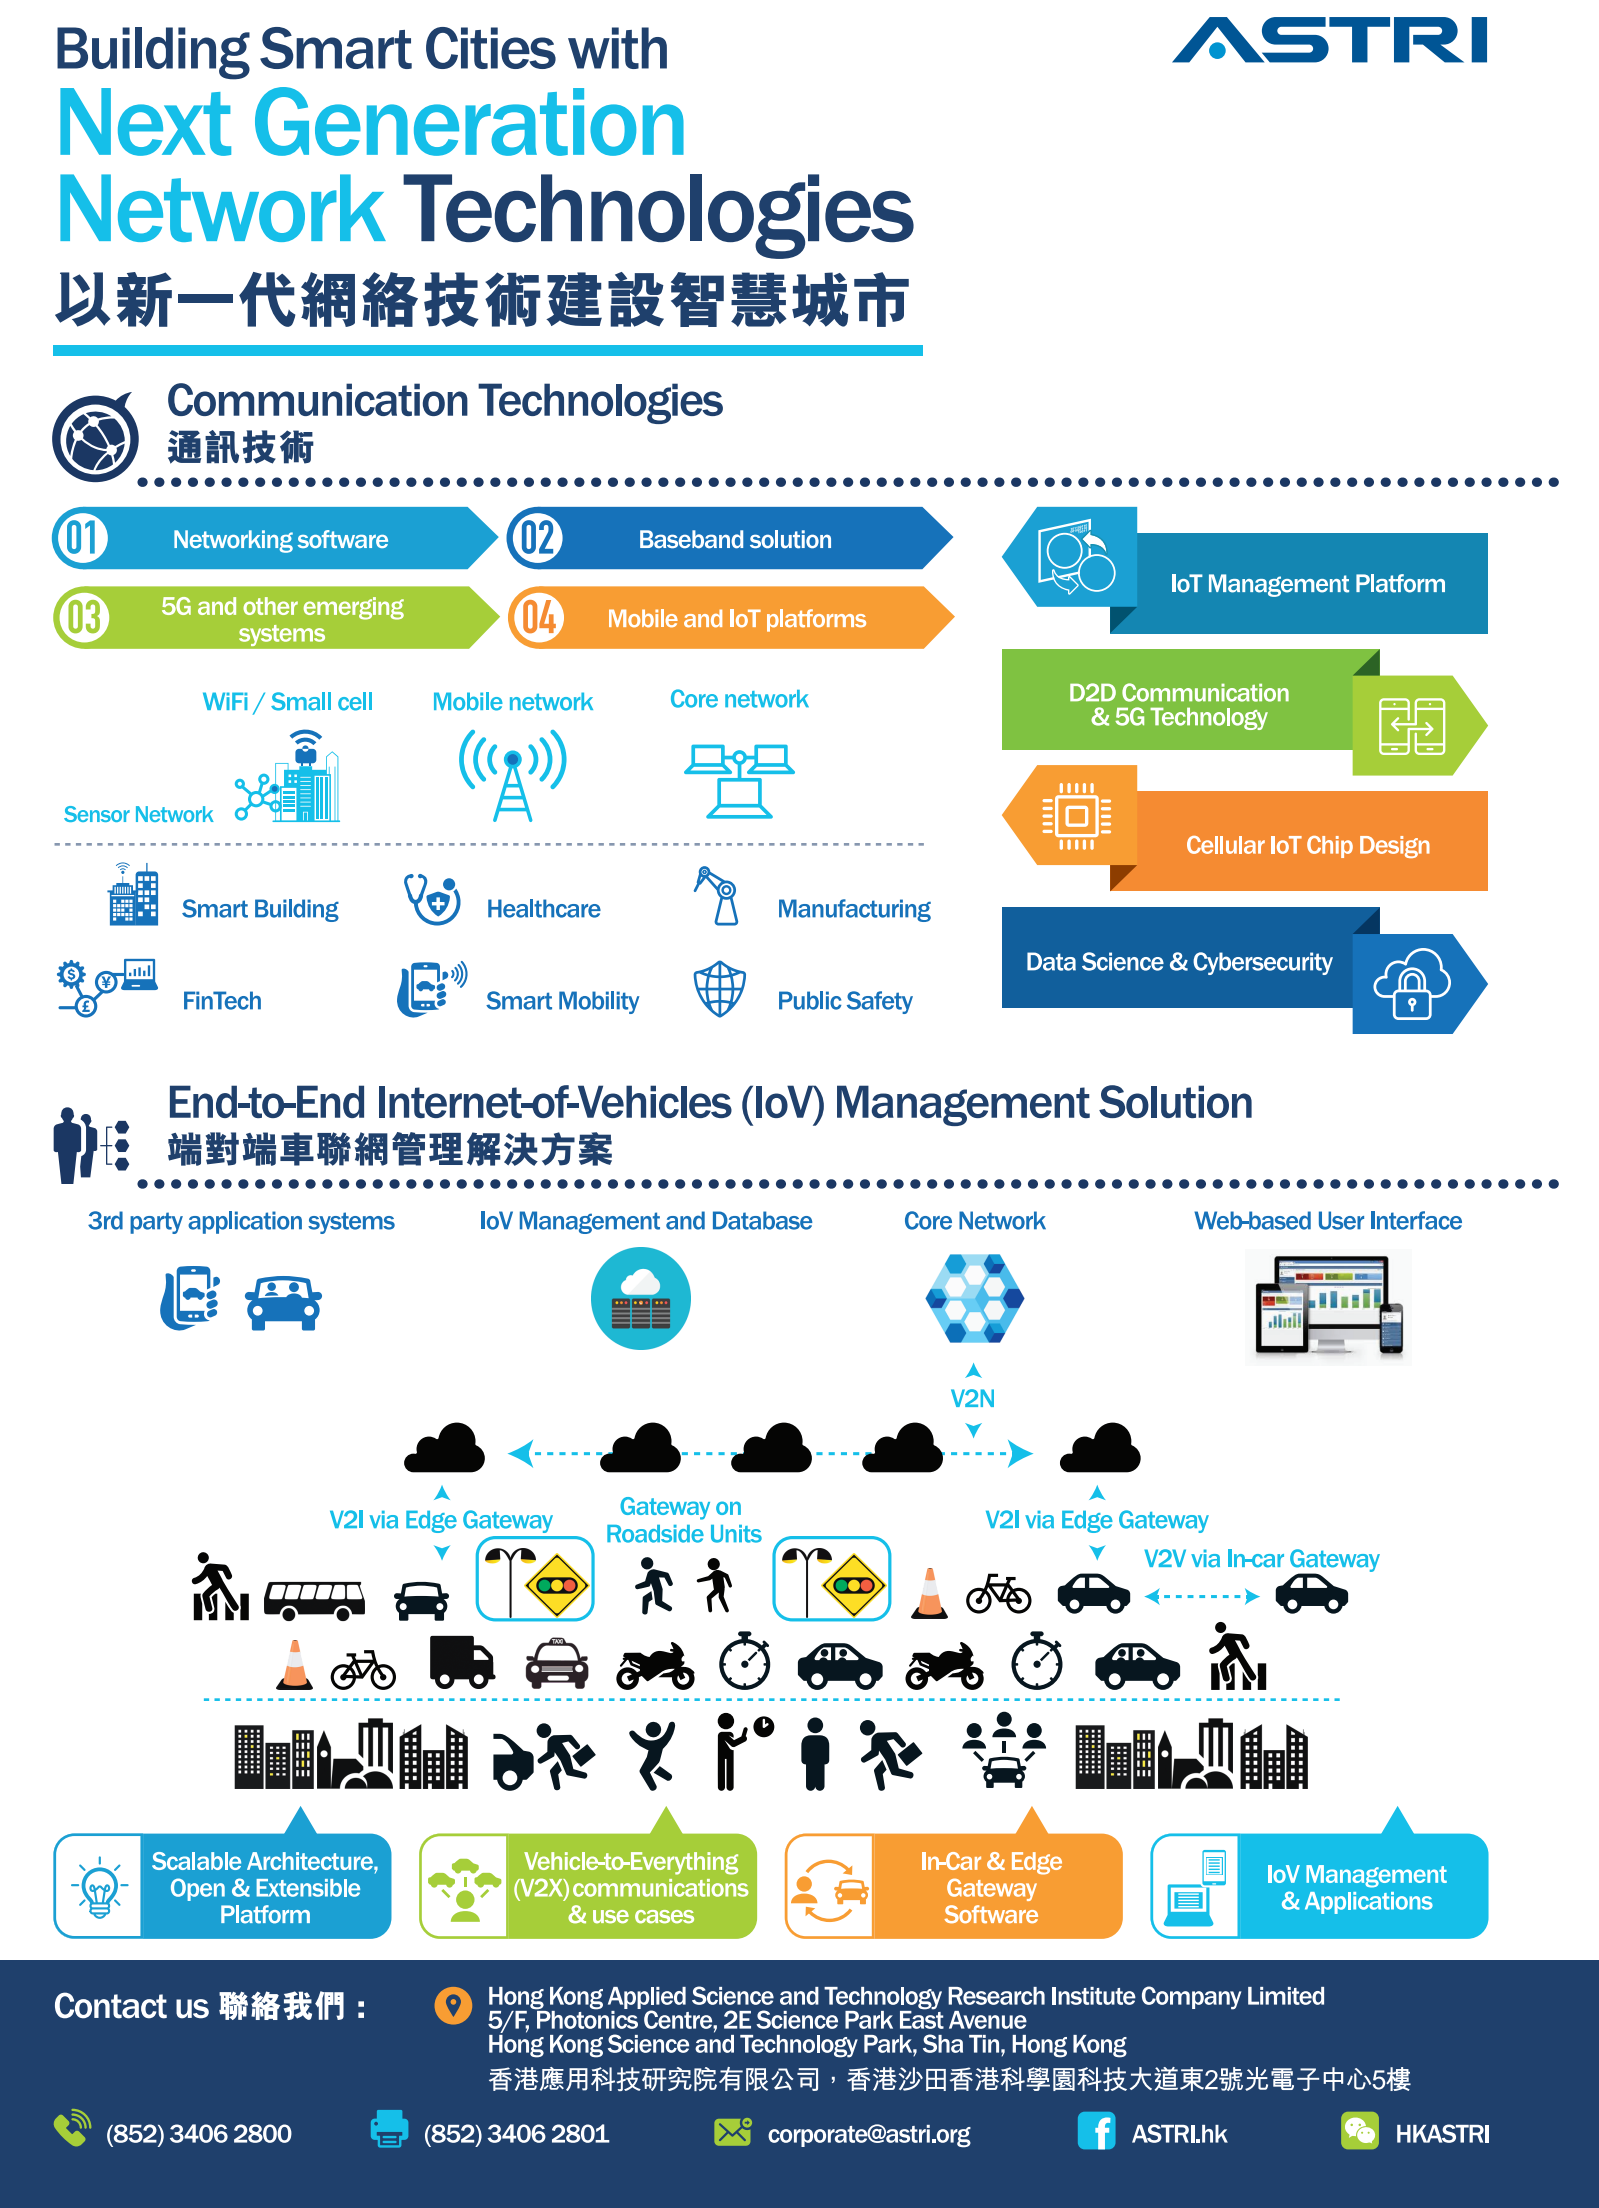 Building Smart Cities with
ASTRI
Next Generation
Network Technologies
以新一代網絡技術建設智慧城市
Communication Technologies
通訊技術
01 Networking software
02 Baseband solution
03 5G and other emerging
systems
04 Mobile and IoT platforms
WiFi / Small cell
Mobile network
Core network
Sensor Network
Smart Building
Healthcare
Manufacturing
FinTech
Smart Mobility
Public Safety
IoT Management Platform
D2D Communication
& 5G Technology
Cellular IoT Chip Design
Data Science & Cybersecurity
End-to-End Internet-of-Vehicles (IoV) Management Solution
端對端車聯網管理解決方案
3rd party application systems
IoV Management and Database
Core Network
Web-based User Interface
V2N
V2I via Edge Gateway
Gateway on
Roadside Units
V2I via Edge Gateway
V2V via In-car Gateway
TAXI
Scalable Architecture,
Open & Extensible
Platform
Vehicle-to-Everything
(V2X) communications
& use cases
In-Car & Edge
Gateway
Software
IoV Management
& Applications
Contact us 聯絡我們：
Hong Kong Applied Science and Technology Research Institute Company Limited
5/F, Photonics Centre, 2E Science Park East Avenue
Hong Kong Science and Technology Park, Sha Tin, Hong Kong
香港應用科技研究院有限公司，香港沙田香港科學園科技大道東2號光電子中心5樓
(852) 3406 2800
(852) 3406 2801
corporate@astri.org
ASTRI.hk
HKASTRI